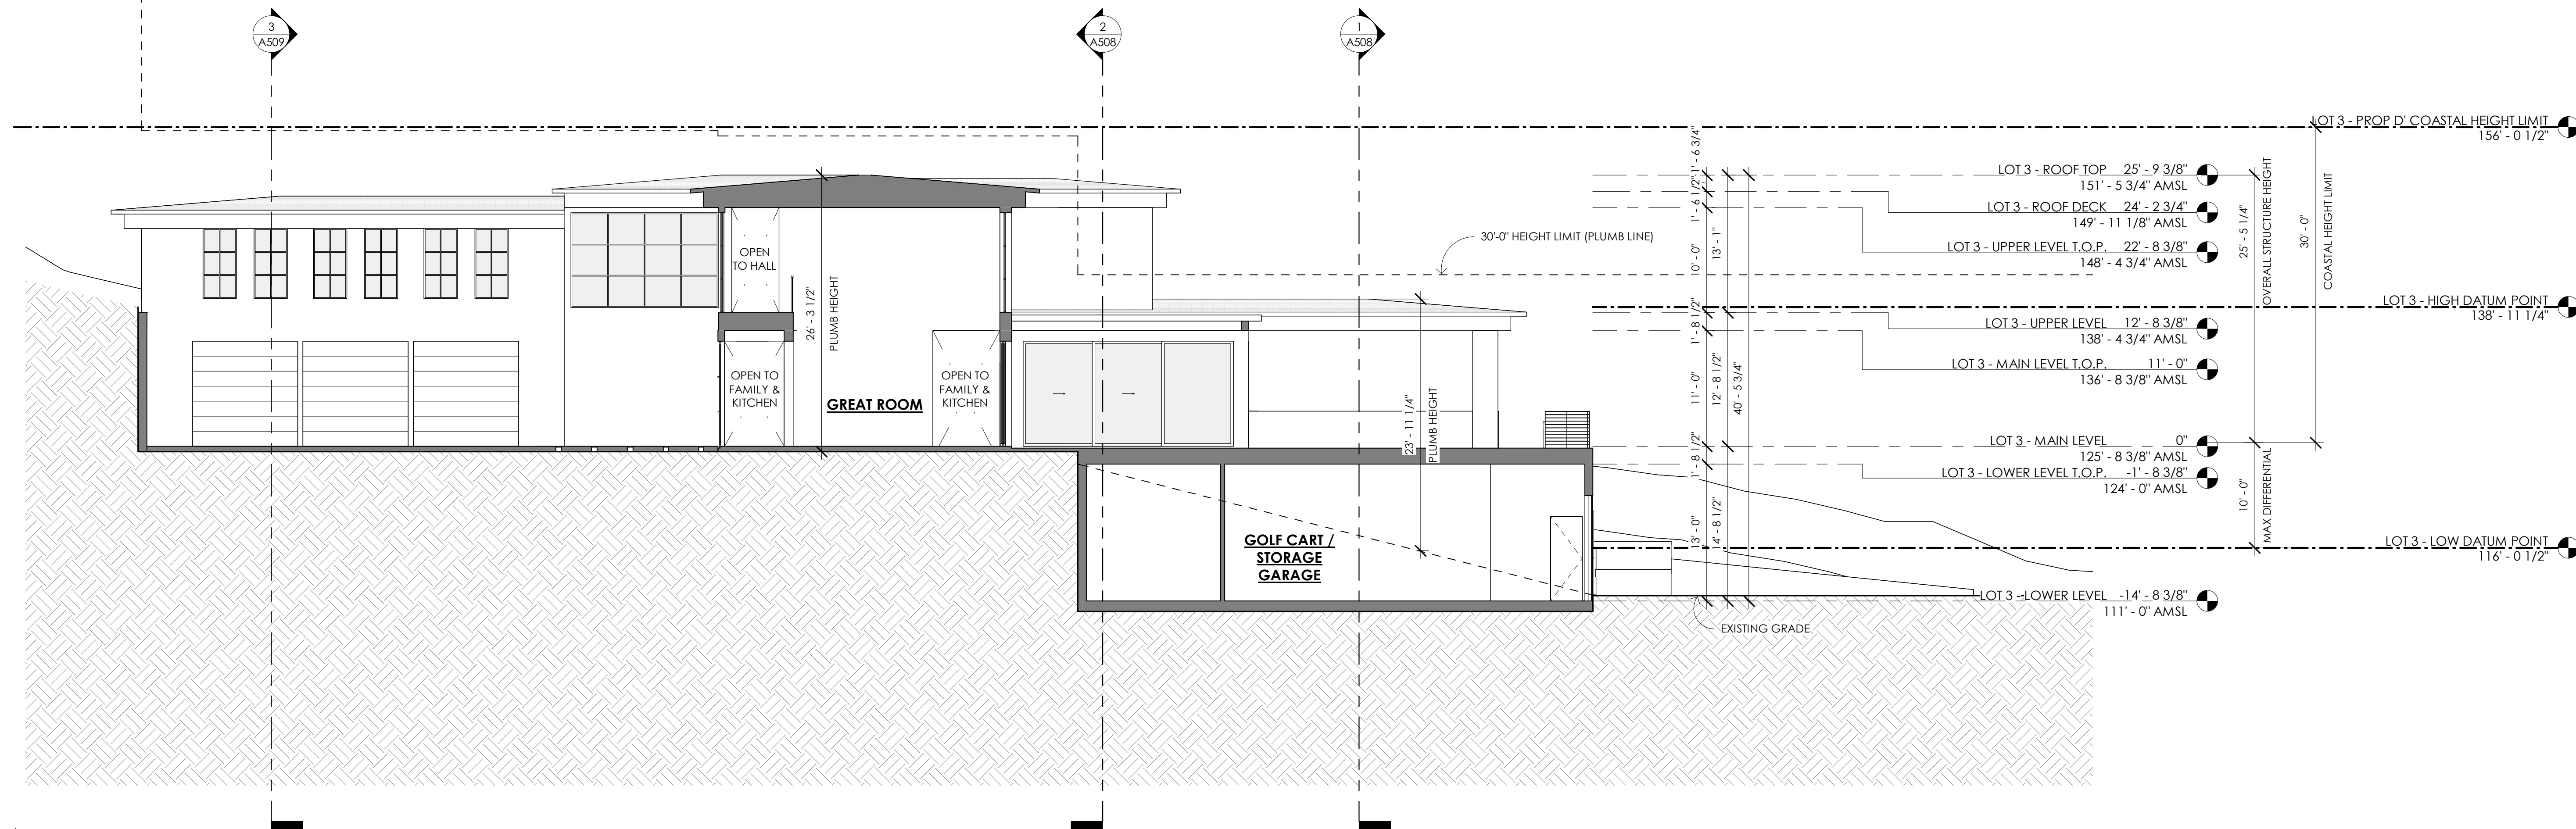 3
A509
2
A508
1
A508
LOT 3 - PROP D' COASTAL HEIGHT LIMIT
156' - 0 1/2"
LOT 3 - ROOF TOP 25' - 9 3/8"
151' - 5 3/4" AMSL
LOT 3 - ROOF DECK 24' - 2 3/4"
149' - 11 1/8" AMSL
LOT 3 - UPPER LEVEL T.O.P. 22' - 8 3/8"
148' - 4 3/4" AMSL
LOT 3 - HIGH DATUM POINT
138' - 11 1/4"
LOT 3 - UPPER LEVEL 12' - 8 3/8"
138' - 4 3/4" AMSL
LOT 3 - MAIN LEVEL T.O.P. 11' - 0"
136' - 8 3/8" AMSL
LOT 3 - MAIN LEVEL 0"
125' - 8 3/8" AMSL
LOT 3 - LOWER LEVEL T.O.P. -1' - 8 3/8"
124' - 0" AMSL
LOT 3 - LOW DATUM POINT
116' - 0 1/2"
LOT 3 - LOWER LEVEL -14' - 8 3/8"
111' - 0" AMSL
30'-0" HEIGHT LIMIT (PLUMB LINE)
OPEN
TO HALL
26' - 3 1/2"
PLUMB HEIGHT
OPEN TO
FAMILY &
KITCHEN
GREAT ROOM
OPEN TO
FAMILY &
KITCHEN
23' - 11 1/4"
PLUMB HEIGHT
GOLF CART /
STORAGE
GARAGE
EXISTING GRADE
1' - 6 3/4"
1' - 6 1/2"
10' - 0"
1' - 8 1/2"
11' - 0"
1' - 8 1/2"
13' - 0"
13' - 1"
12' - 8 1/2"
14' - 8 1/2"
40' - 5 3/4"
25' - 5 1/4"
OVERALL STRUCTURE HEIGHT
10' - 0"
MAX DIFFERENTIAL
30' - 0"
COASTAL HEIGHT LIMIT